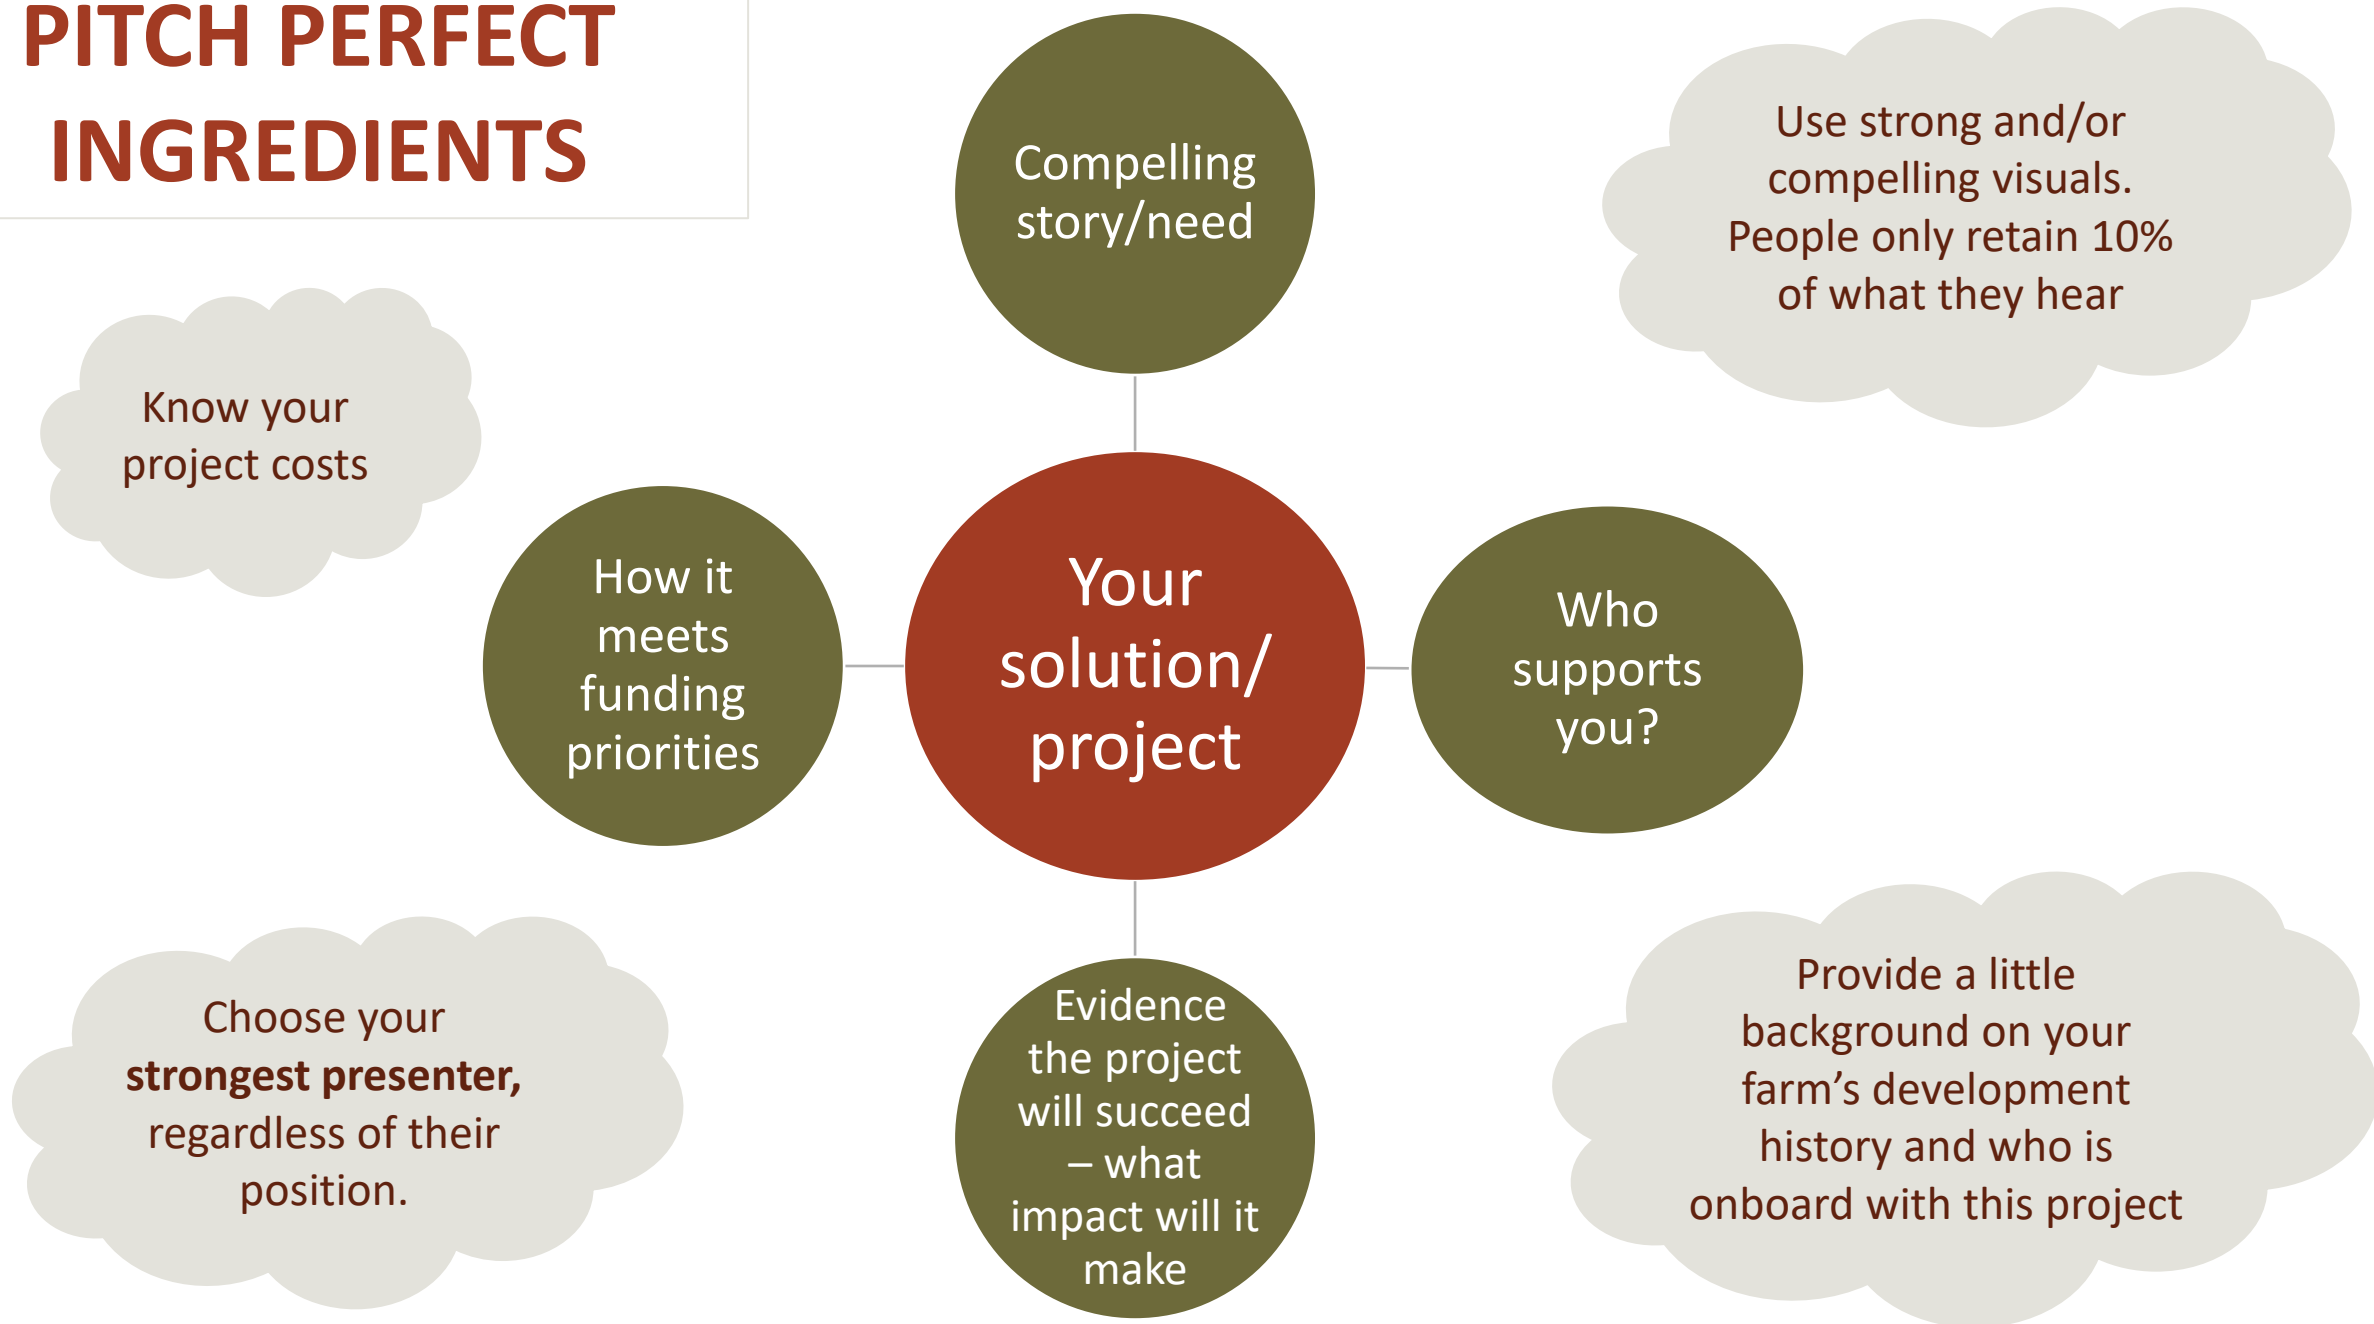 PITCH PERFECT
INGREDIENTS
Compelling
story/need
Use strong and/or
compelling visuals.
People only retain 10%
of what they hear
Know your
project costs
How it
meets
funding
priorities
Your
solution/
project
Who
supports
you?
Choose your
strongest presenter,
regardless of their
position.
Evidence
the project
will succeed
– what
impact will it
make
Provide a little
background on your
farm’s development
history and who is
onboard with this project